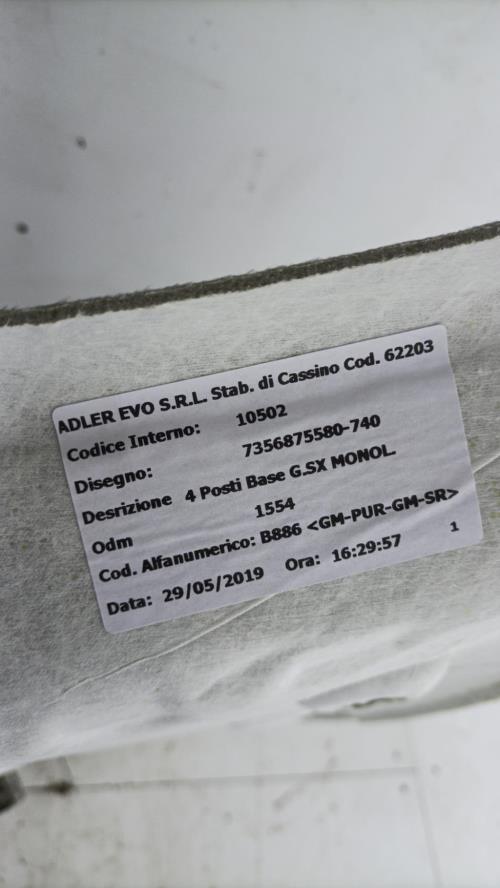 ADLER EVO S.R.L. Stab. di Cassino Cod. 62203
Codice Interno: 10502
Disegno: 7356875580-740
Desrizione 4 Posti Base G.SX MONOL.
Odm 1554
Cod. Alfanumerico: B886 <GM-PUR-GM-SR>
Data: 29/05/2019 Ora: 16:29:57 1